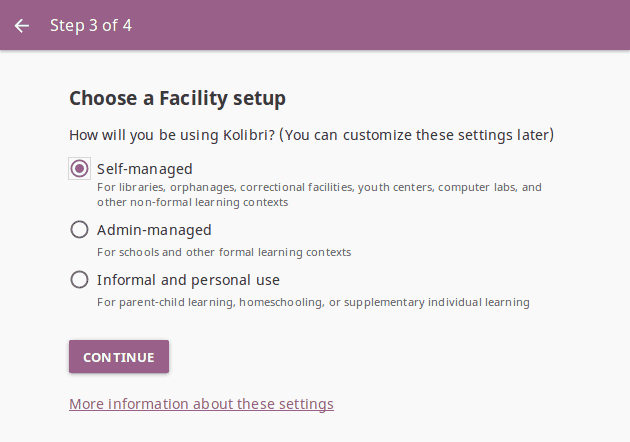 Step 3 of 4
Choose a Facility setup
How will you be using Kolibri? (You can customize these settings later)
Self-managed
For libraries, orphanages, correctional facilities, youth centers, computer labs, and
other non-formal learning contexts
Admin-managed
For schools and other formal learning contexts
Informal and personal use
For parent-child learning, homeschooling, or supplementary individual learning
CONTINUE
More information about these settings